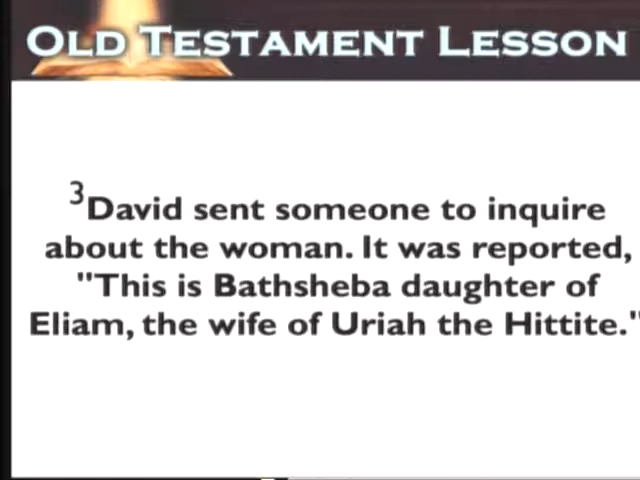 OLD TESTAMENT LESSON
³David sent someone to inquire
about the woman. It was reported,
"This is Bathsheba daughter of
Eliam, the wife of Uriah the Hittite."